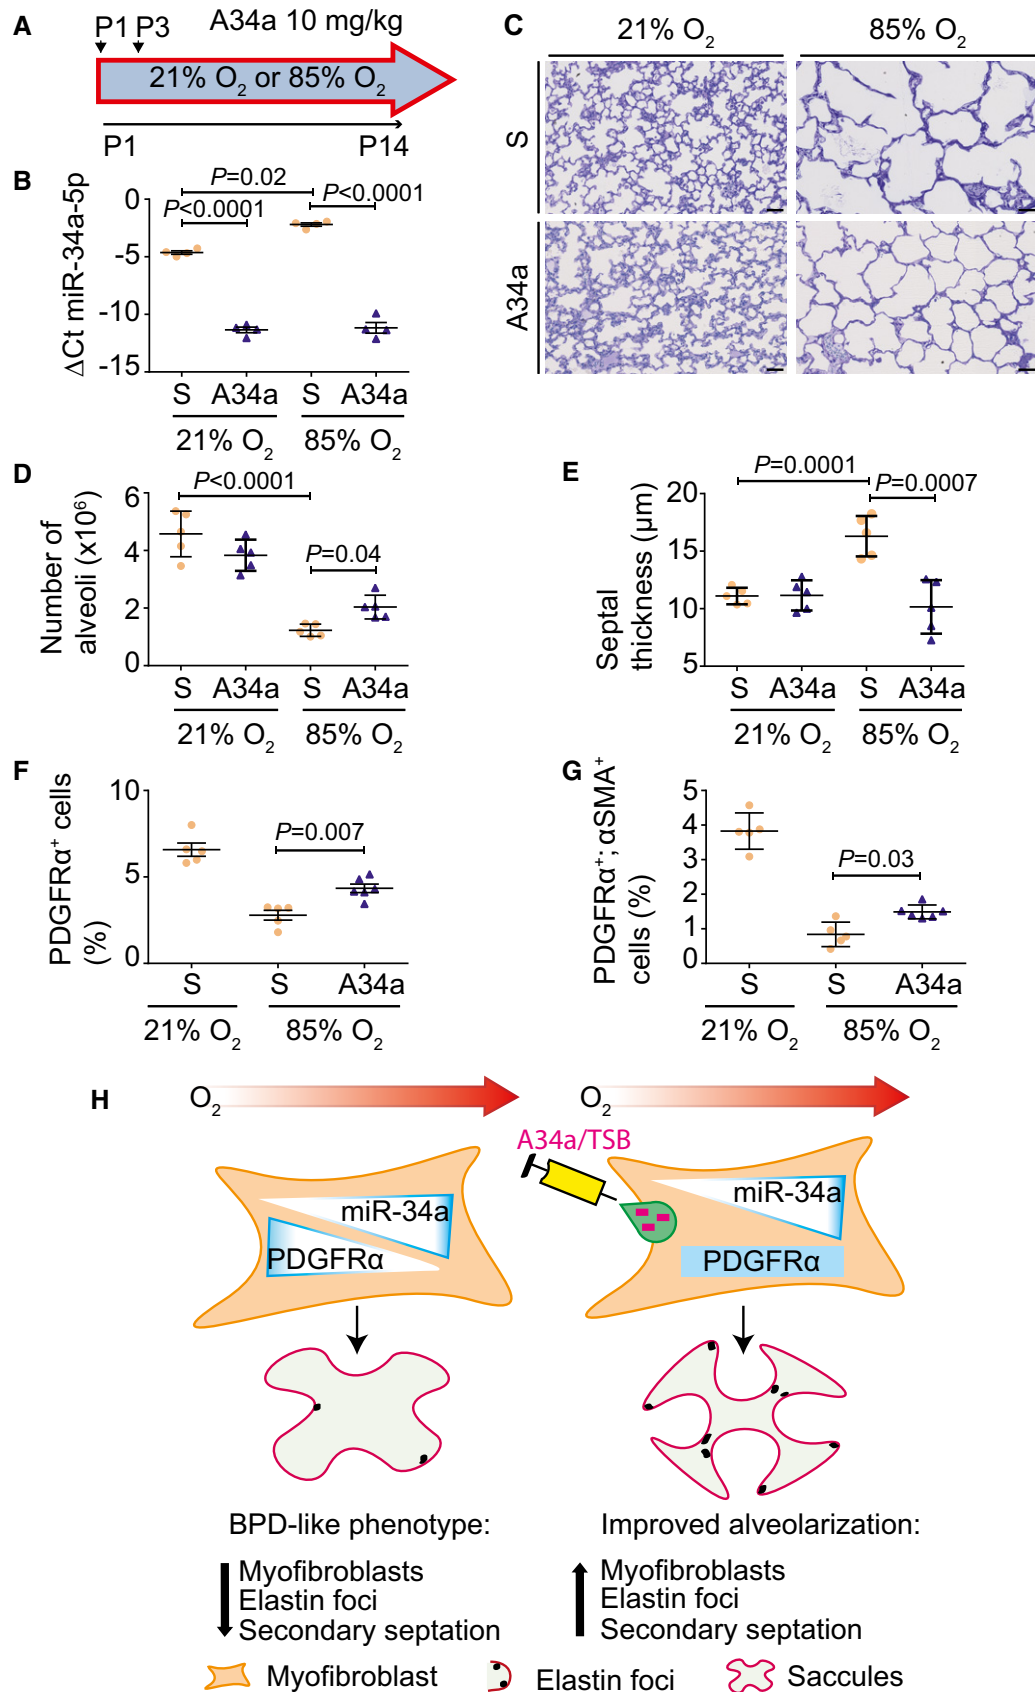 A
P1 P3
A34a 10 mg/kg
21% O2 or 85% O2
P1
P14
B
ΔCt miR-34a-5p
0
-5
-10
-15
P=0.02
P<0.0001
P<0.0001
S A34a S A34a
21% O2 85% O2
C
21% O2
85% O2
S
A34a
D
Number of
alveoli (x10⁶)
6
4
2
0
P<0.0001
P=0.04
S A34a S A34a
21% O2 85% O2
E
Septal
thickness (μm)
20
15
10
5
P=0.0001
P=0.0007
S A34a S A34a
21% O2 85% O2
F
PDGFRα⁺ cells
(%)
10
5
0
P=0.007
S S A34a
21% O2 85% O2
G
PDGFRα⁺; αSMA⁺
cells (%)
5
4
3
2
1
0
P=0.03
S S A34a
21% O2 85% O2
H
O2
miR-34a
PDGFRα
O2
A34a/TSB
miR-34a
PDGFRα
BPD-like phenotype:
Myofibroblasts
Elastin foci
Secondary septation
Improved alveolarization:
Myofibroblasts
Elastin foci
Secondary septation
Myofibroblast
Elastin foci
Saccules